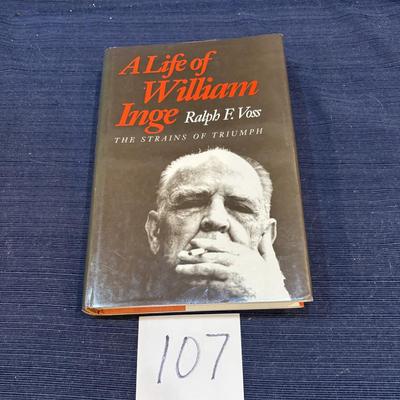 A Life of
William
Inge Ralph F. Voss
THE STRAINS OF TRIUMPH
107